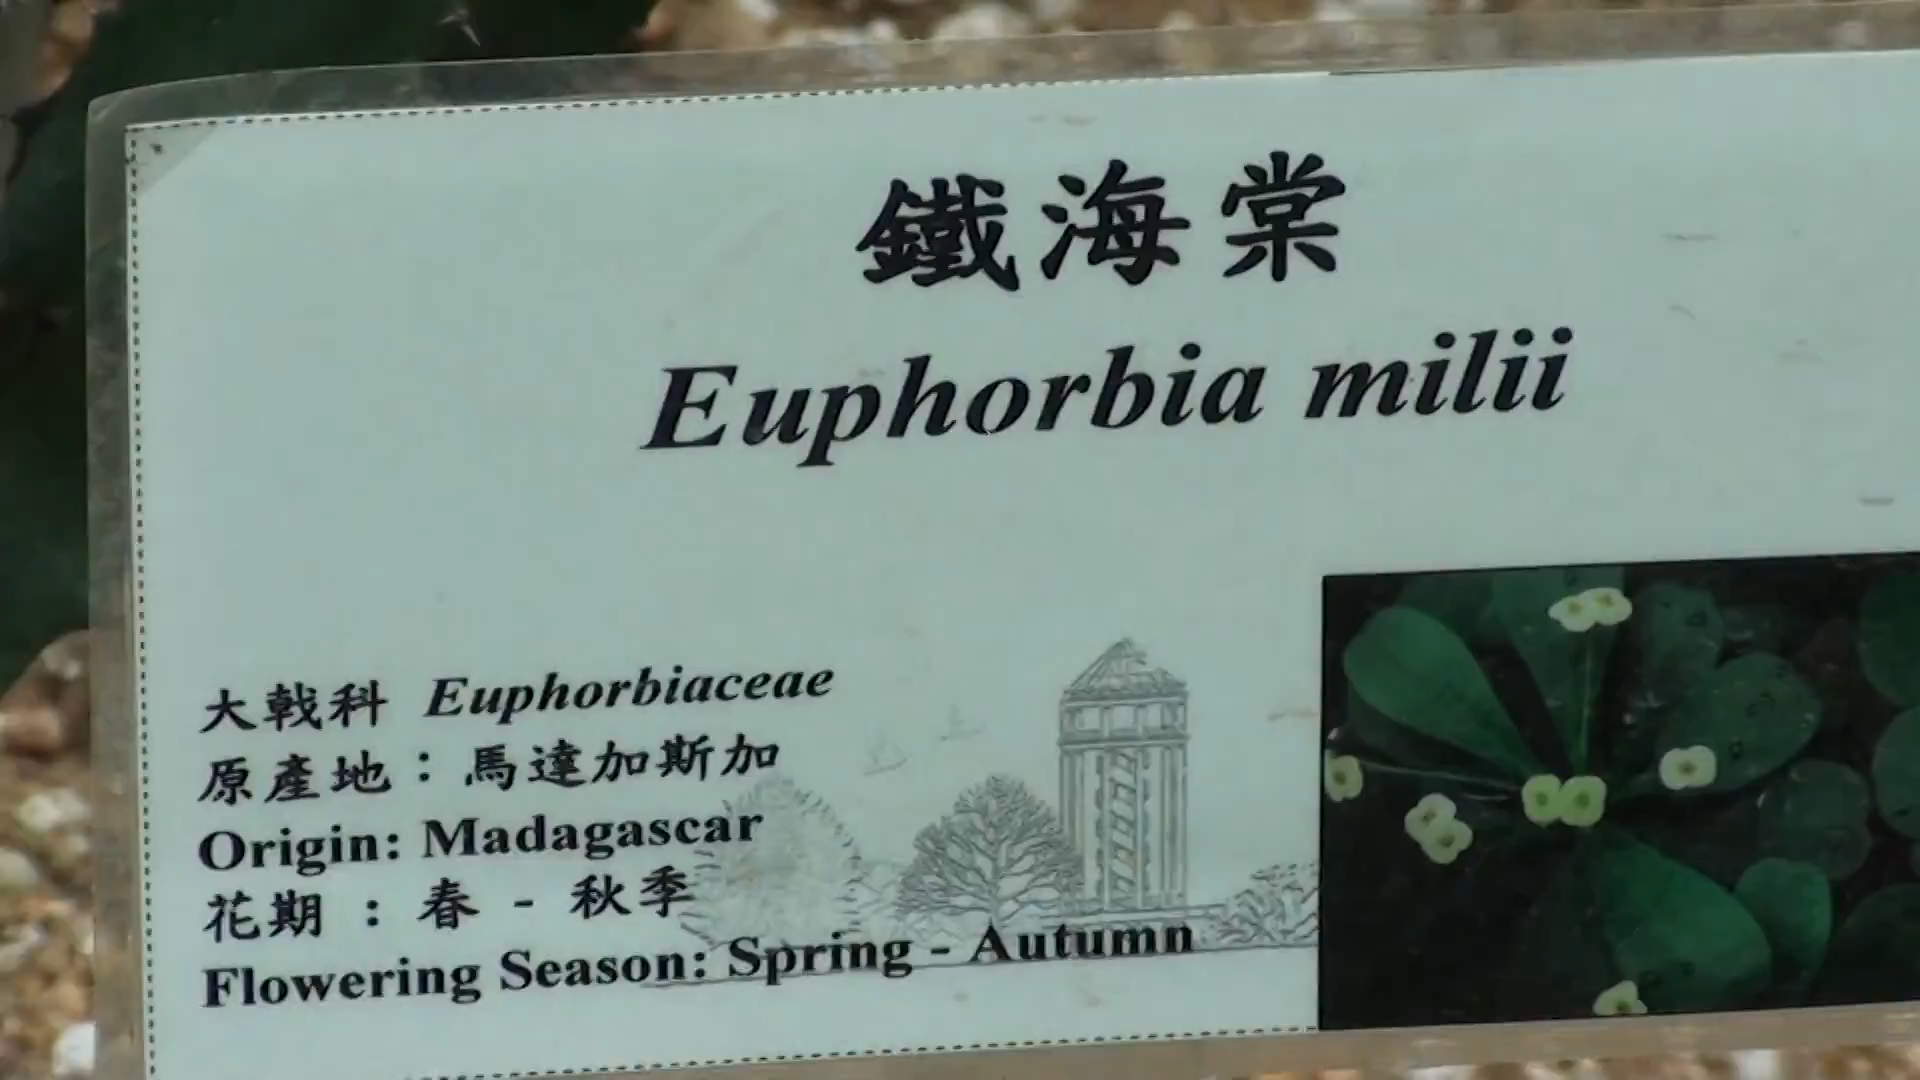 鐵海棠
Euphorbia milii
大戟科 Euphorbiaceae
原產地：馬達加斯加
Origin: Madagascar
花期 : 春 - 秋季
Flowering Season: Spring - Autumn